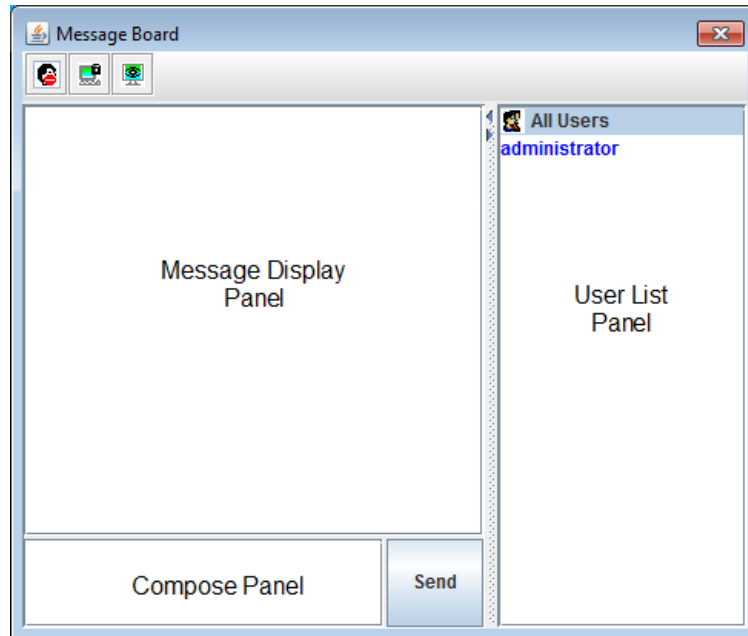 Message Board
All Users
administrator
Message Display
Panel
User List
Panel
Compose Panel
Send